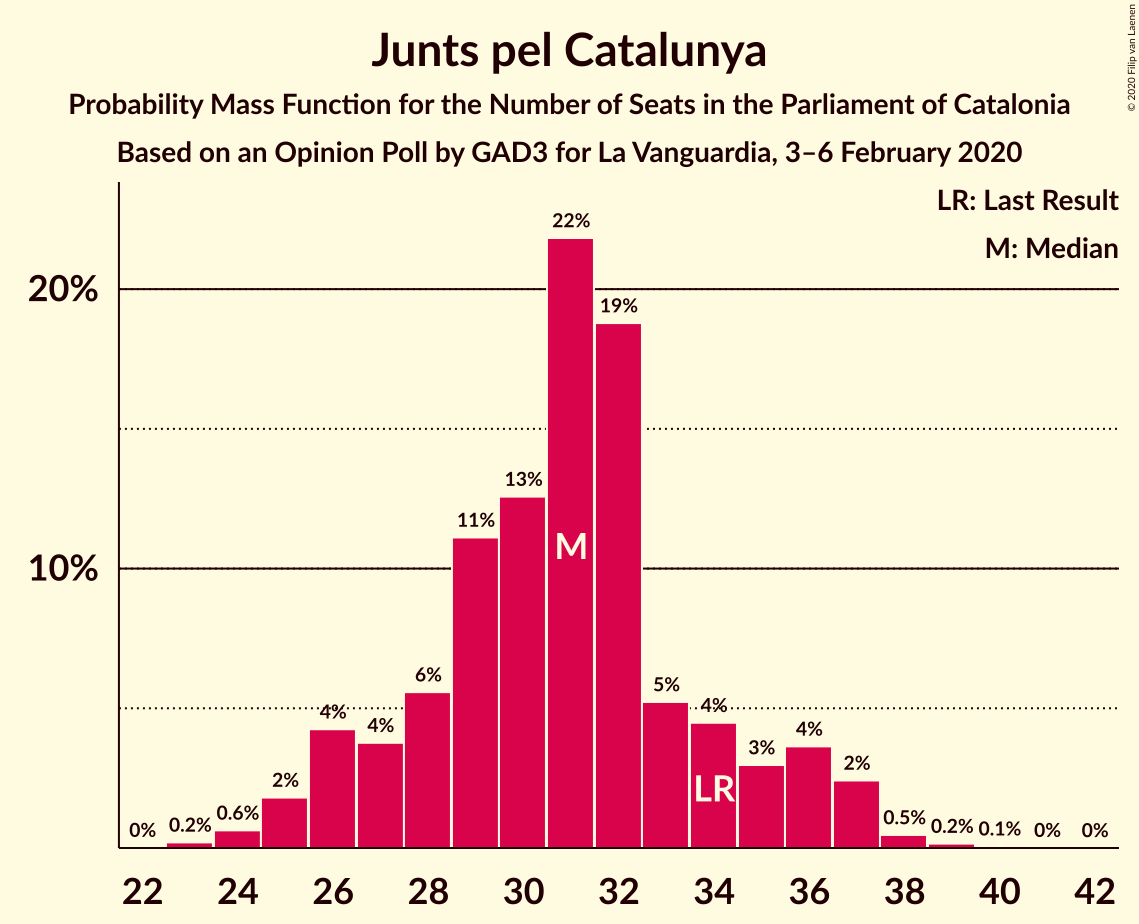 © 2020 Filip van Laenen
Junts pel Catalunya
Probability Mass Function for the Number of Seats in the Parliament of Catalonia
Based on an Opinion Poll by GAD3 for La Vanguardia, 3–6 February 2020
LR: Last Result
M: Median
20%
10%
0% 0.2% 0.6% 2% 4% 4% 6% 11% 13% 22% 19% 5% 4% 3% 4% 2% 0.5% 0.2% 0.1% 0% 0%
M
LR
22 24 26 28 30 32 34 36 38 40 42